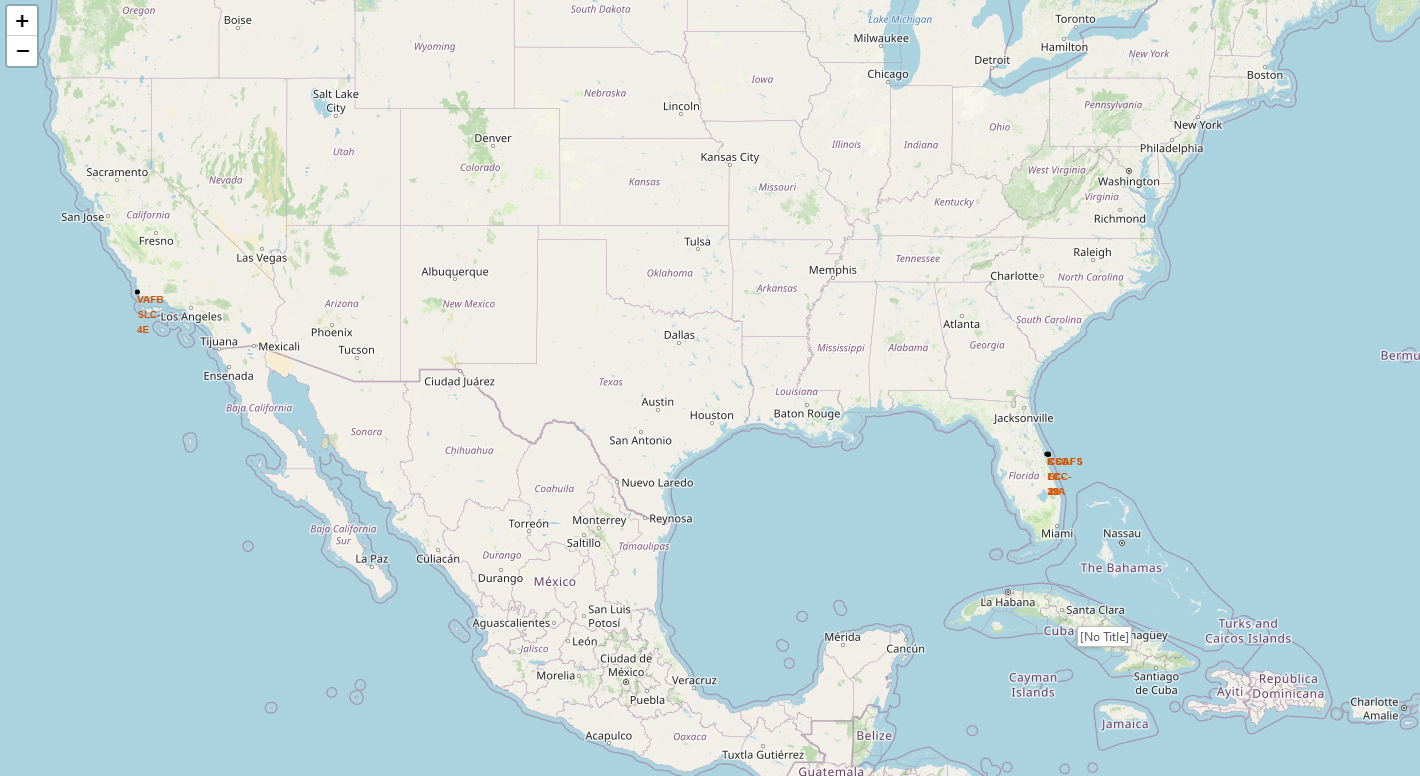 +
−
Oregon
Boise
South Dakota
Lake Michigan
Toronto
Milwaukee
Hamilton
Wyoming
New York
Detroit
Chicago
Boston
Iowa
Salt Lake
City
Nebraska
Lincoln
Pennsylvania
New York
Ohio
Denver
Utah
Illinois
Indiana
Philadelphia
Kansas City
Colorado
Sacramento
West Virginia
Nevada
Kansas
Missouri
Washington
Virginia
San Jose
California
Kentucky
Richmond
Fresno
Tulsa
Las Vegas
Raleigh
Tennessee
Albuquerque
Oklahoma
Memphis
Charlotte
North Carolina
Arkansas
VAFB
SLC-
4E
Arizona
New Mexico
Los Angeles
Phoenix
Atlanta
South Carolina
Dallas
Tijuana
Mexicali
Tucson
Mississippi
Alabama
Georgia
Bermu
Ensenada
Ciudad Juárez
Texas
Louisiana
Baja California
Austin
Houston
Baton Rouge
Jacksonville
Sonora
San Antonio
Chihuahua
Florida
Nuevo Laredo
Coahuila
Reynosa
Baja California
Sur
Torreón
Monterrey
Miami
Nassau
Saltillo
Tamaulipas
La Paz
Culiacán
Durango
The Bahamas
Durango
México
La Habana
Santa Clara
San Luis
Potosí
Aguascalientes
Turks and
Caicos Islands
Cuba
[No Title]
Mérida
León
Jalisco
Cancún
Ciudad de
México
Morelia
Veracruz
Cayman
Islands
Santiago
de Cuba
República
Dominicana
Ayiti
Puebla
Charlotte
Amalie
Jamaica
Acapulco
Oaxaca
Belize
Tuxtla Gutiérrez
Guatemala